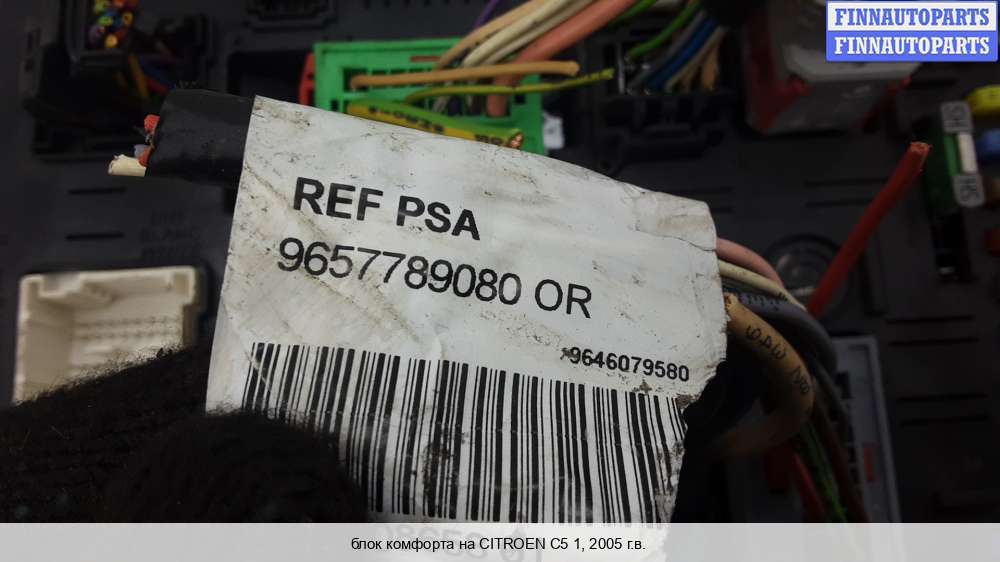 FINNAUTOPARTS
FINNAUTOPARTS
REF PSA
9657789080 OR
9646079580
блок комфорта на CITROEN C5 1, 2005 г.в.